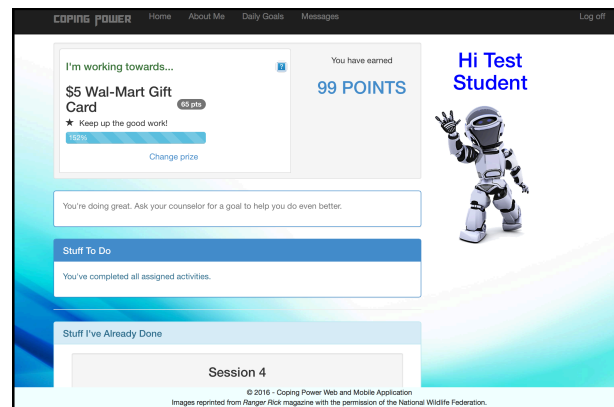 COPING POWER Home About Me Daily Goals Messages Log off
I'm working towards...
?
$5 Wal-Mart Gift
Card 65 pts
★ Keep up the good work!
152%
Change prize
You have earned
99 POINTS
Hi Test
Student
You're doing great. Ask your counselor for a goal to help you do even better.
Stuff To Do
You've completed all assigned activities.
Stuff I've Already Done
Session 4
© 2016 - Coping Power Web and Mobile Application
Images reprinted from Ranger Rick magazine with the permission of the National Wildlife Federation.